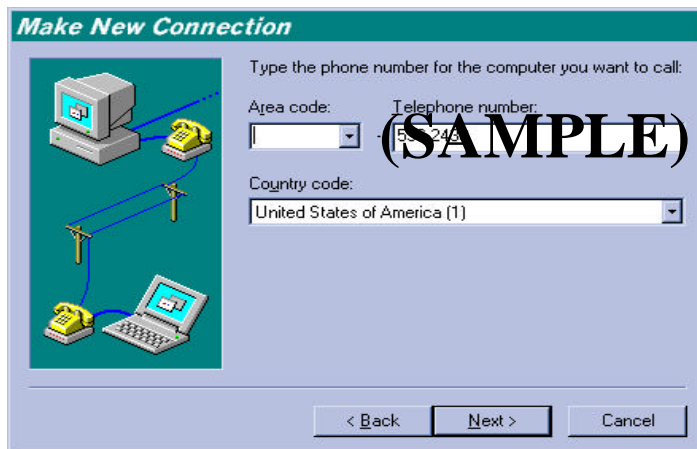 Make New Connection
Type the phone number for the computer you want to call:
Area code: Telephone number:
(SAMPLE)
Country code:
United States of America (1)
< Back Next > Cancel